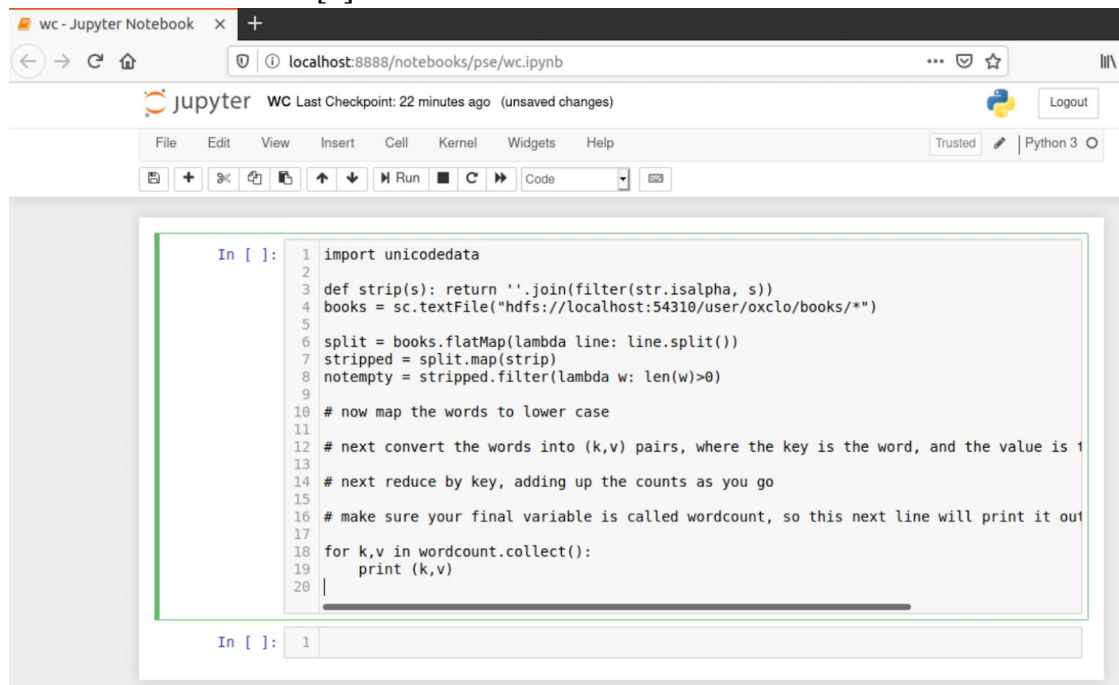 wc - Jupyter Notebook
localhost:8888/notebooks/pse/wc.ipynb
jupyter WC Last Checkpoint: 22 minutes ago (unsaved changes)
Logout
File Edit View Insert Cell Kernel Widgets Help
Trusted Python 3
Run Code
In [ ]:
1 import unicodedata
2
3 def strip(s): return ''.join(filter(str.isalpha, s))
4 books = sc.textFile("hdfs://localhost:54310/user/oxclo/books/*")
5
6 split = books.flatMap(lambda line: line.split())
7 stripped = split.map(strip)
8 notempty = stripped.filter(lambda w: len(w)>0)
9
10 # now map the words to lower case
11
12 # next convert the words into (k,v) pairs, where the key is the word, and the value is
13
14 # next reduce by key, adding up the counts as you go
15
16 # make sure your final variable is called wordcount, so this next line will print it out
17
18 for k,v in wordcount.collect():
19     print (k,v)
20
In [ ]:
1